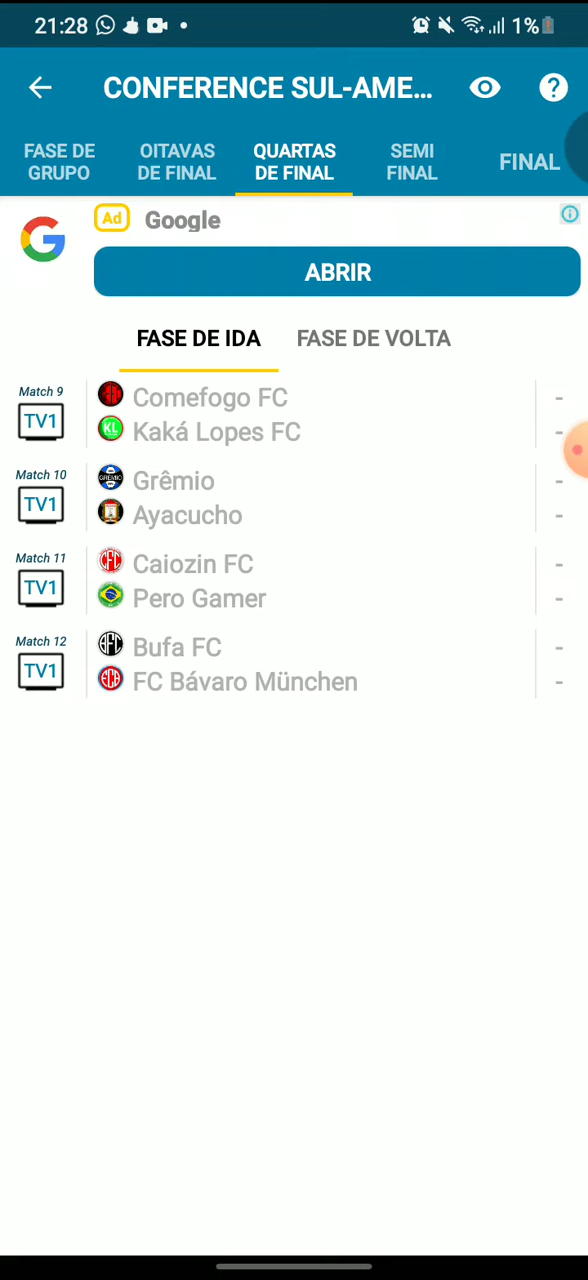 21:28 1%
CONFERENCE SUL-AME...
FASE DE GRUPO
OITAVAS DE FINAL
QUARTAS DE FINAL
SEMI FINAL
FINAL
Ad Google
ABRIR
FASE DE IDA FASE DE VOLTA
Match 9
TV1
Comefogo FC -
Kaká Lopes FC -
Match 10
TV1
Grêmio -
Ayacucho -
Match 11
TV1
Caiozin FC -
Pero Gamer -
Match 12
TV1
Bufa FC -
FC Bávaro München -